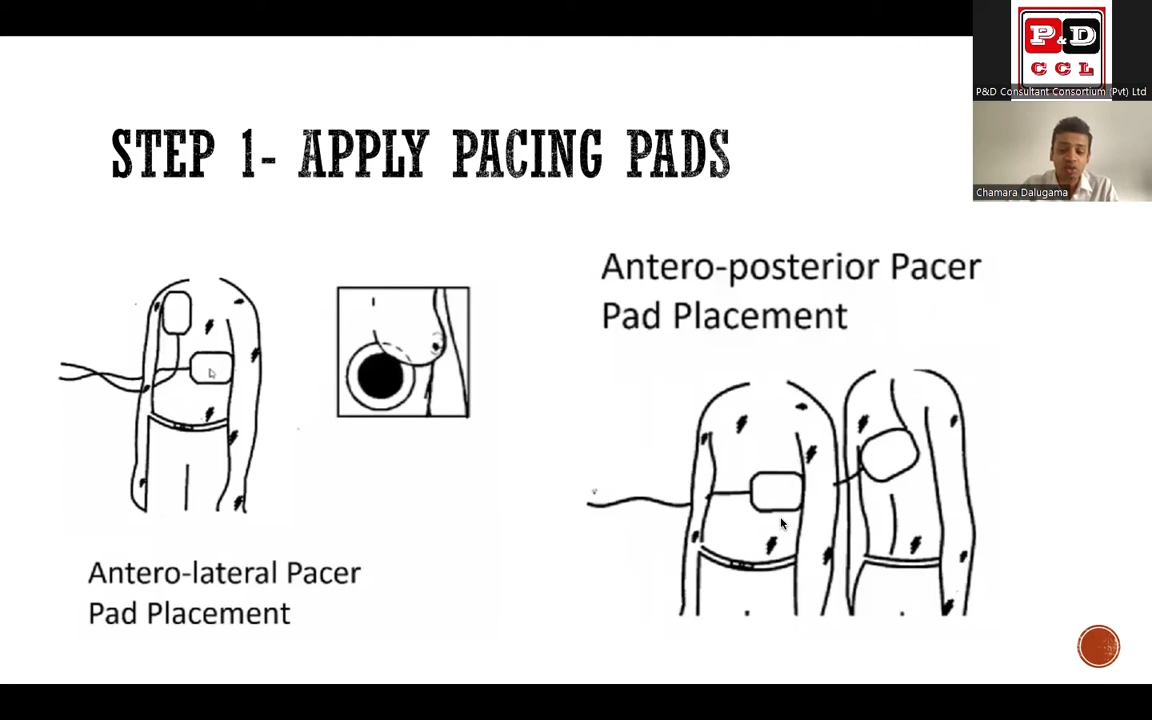 P&D
CCL
P&D Consultant Consortium (Pvt) Ltd
Chamara Dalugama
STEP 1- APPLY PACING PADS
Antero-lateral Pacer
Pad Placement
Antero-posterior Pacer
Pad Placement